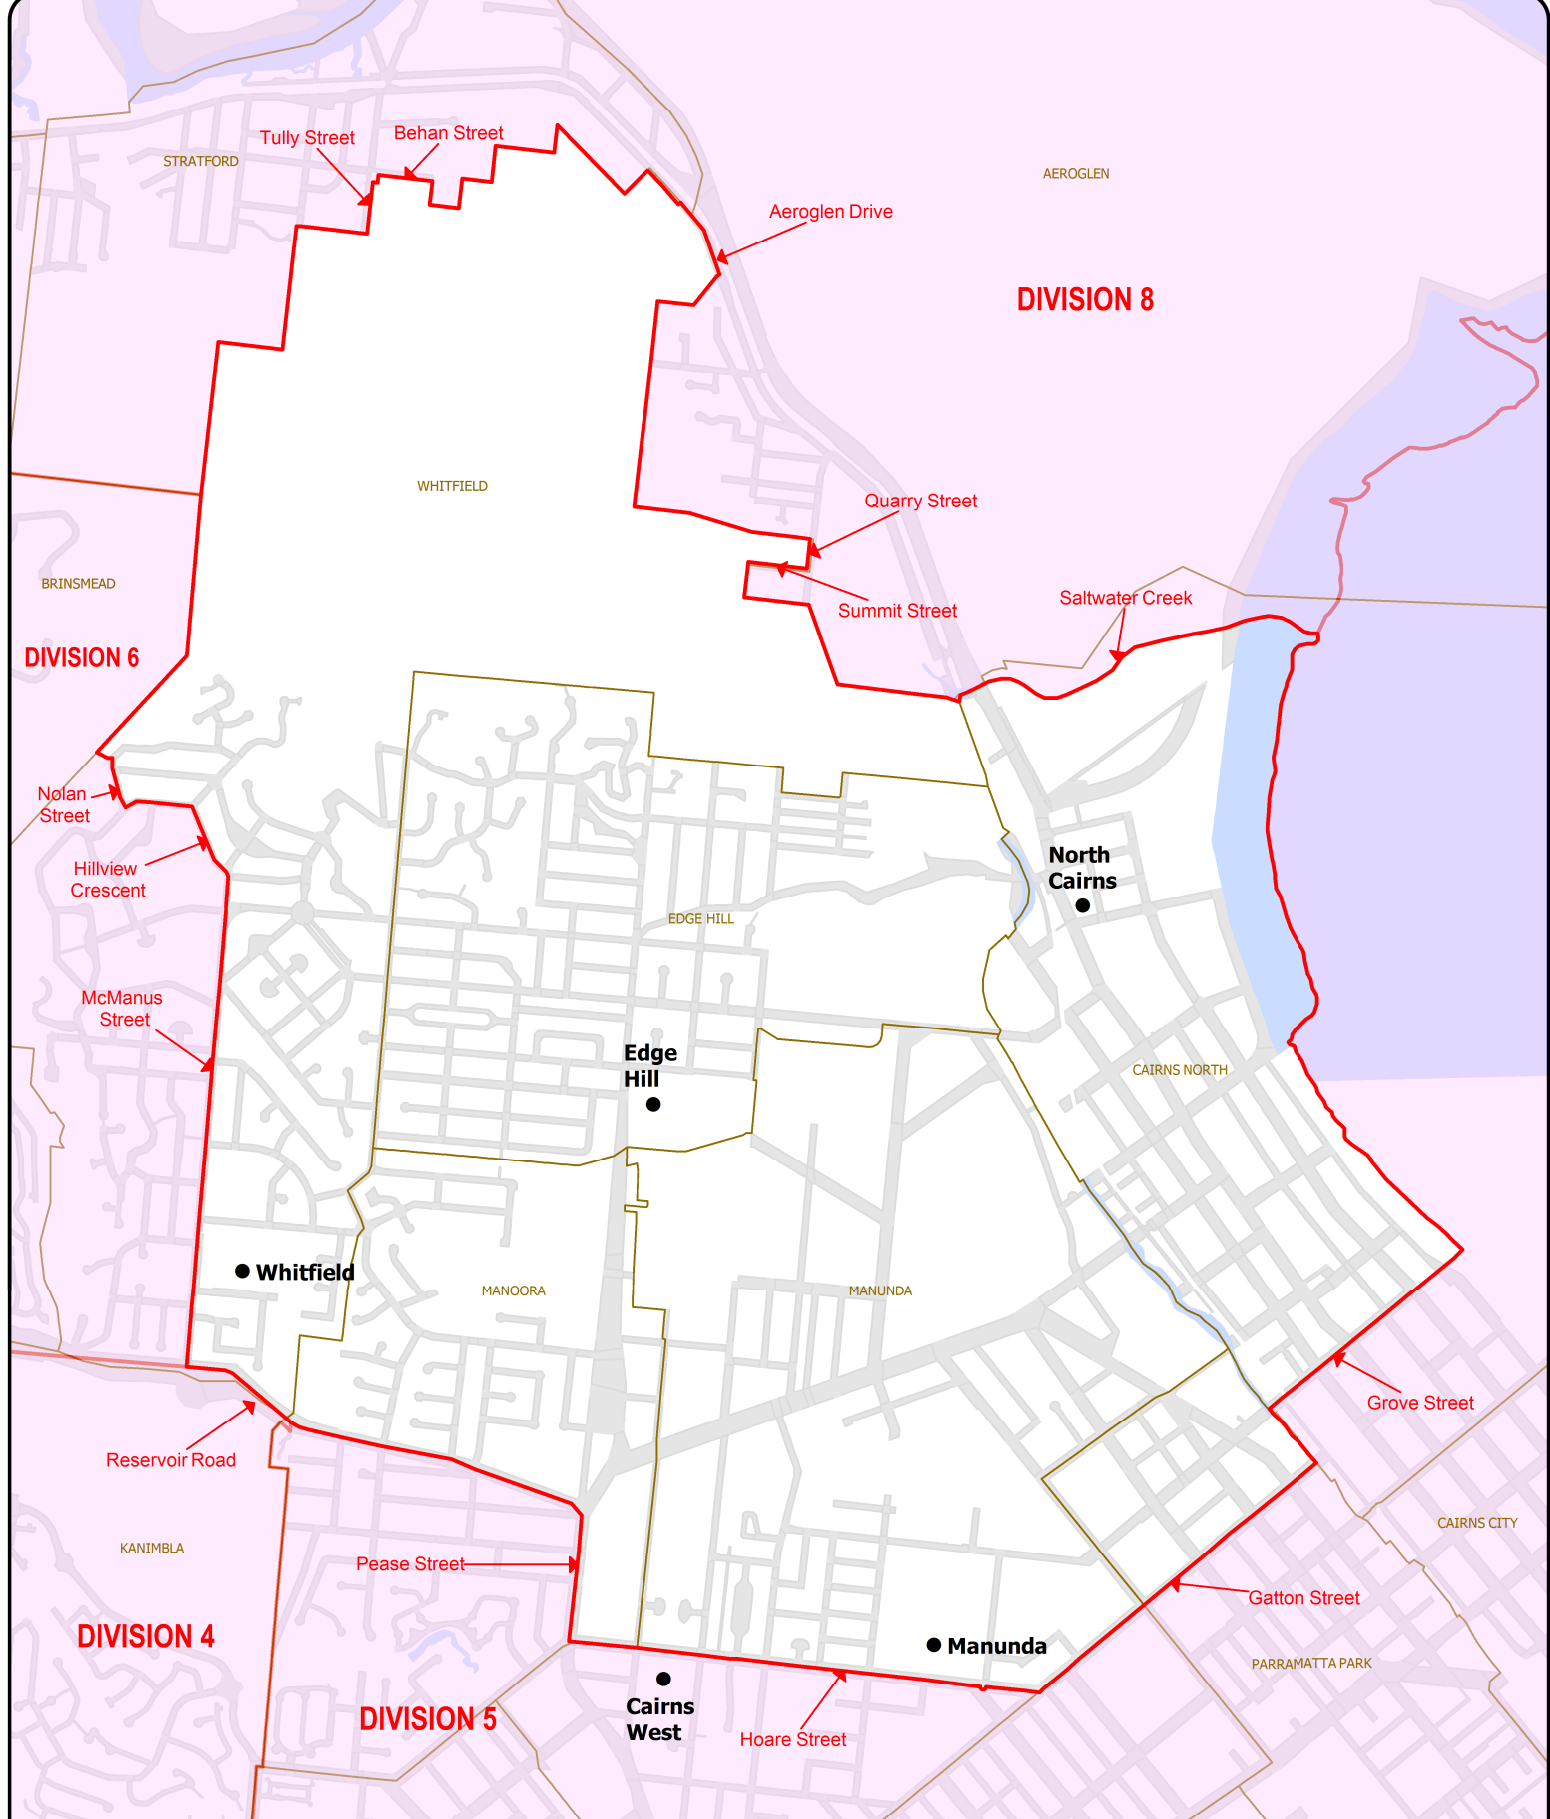 Behan Street
Tully Street
STRATFORD
AEROGLEN
Aeroglen Drive
DIVISION 8
WHITFIELD
Quarry Street
BRINSMEAD
Saltwater Creek
Summit Street
DIVISION 6
Nolan
Street
Hillview
Crescent
North
Cairns
EDGE HILL
McManus
Street
Edge
Hill
CAIRNS NORTH
Whitfield
MANOORA
MANUNDA
Grove Street
Reservoir Road
CAIRNS CITY
KANIMBLA
Pease Street
Gatton Street
DIVISION 4
Manunda
PARRAMATTA PARK
DIVISION 5
Cairns
West
Hoare Street